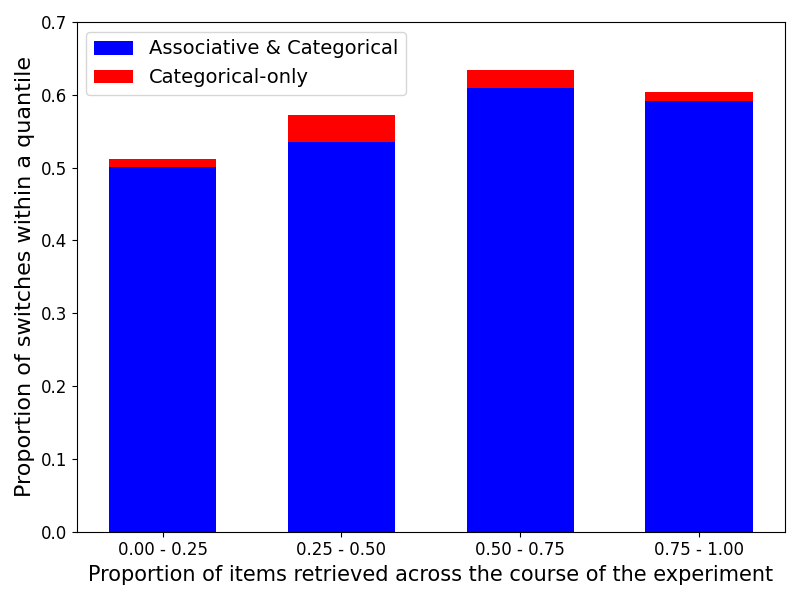 Associative & Categorical
Categorical-only
Proportion of switches within a quantile
0.7
0.6
0.5
0.4
0.3
0.2
0.1
0.0
0.00 - 0.25
0.25 - 0.50
0.50 - 0.75
0.75 - 1.00
Proportion of items retrieved across the course of the experiment